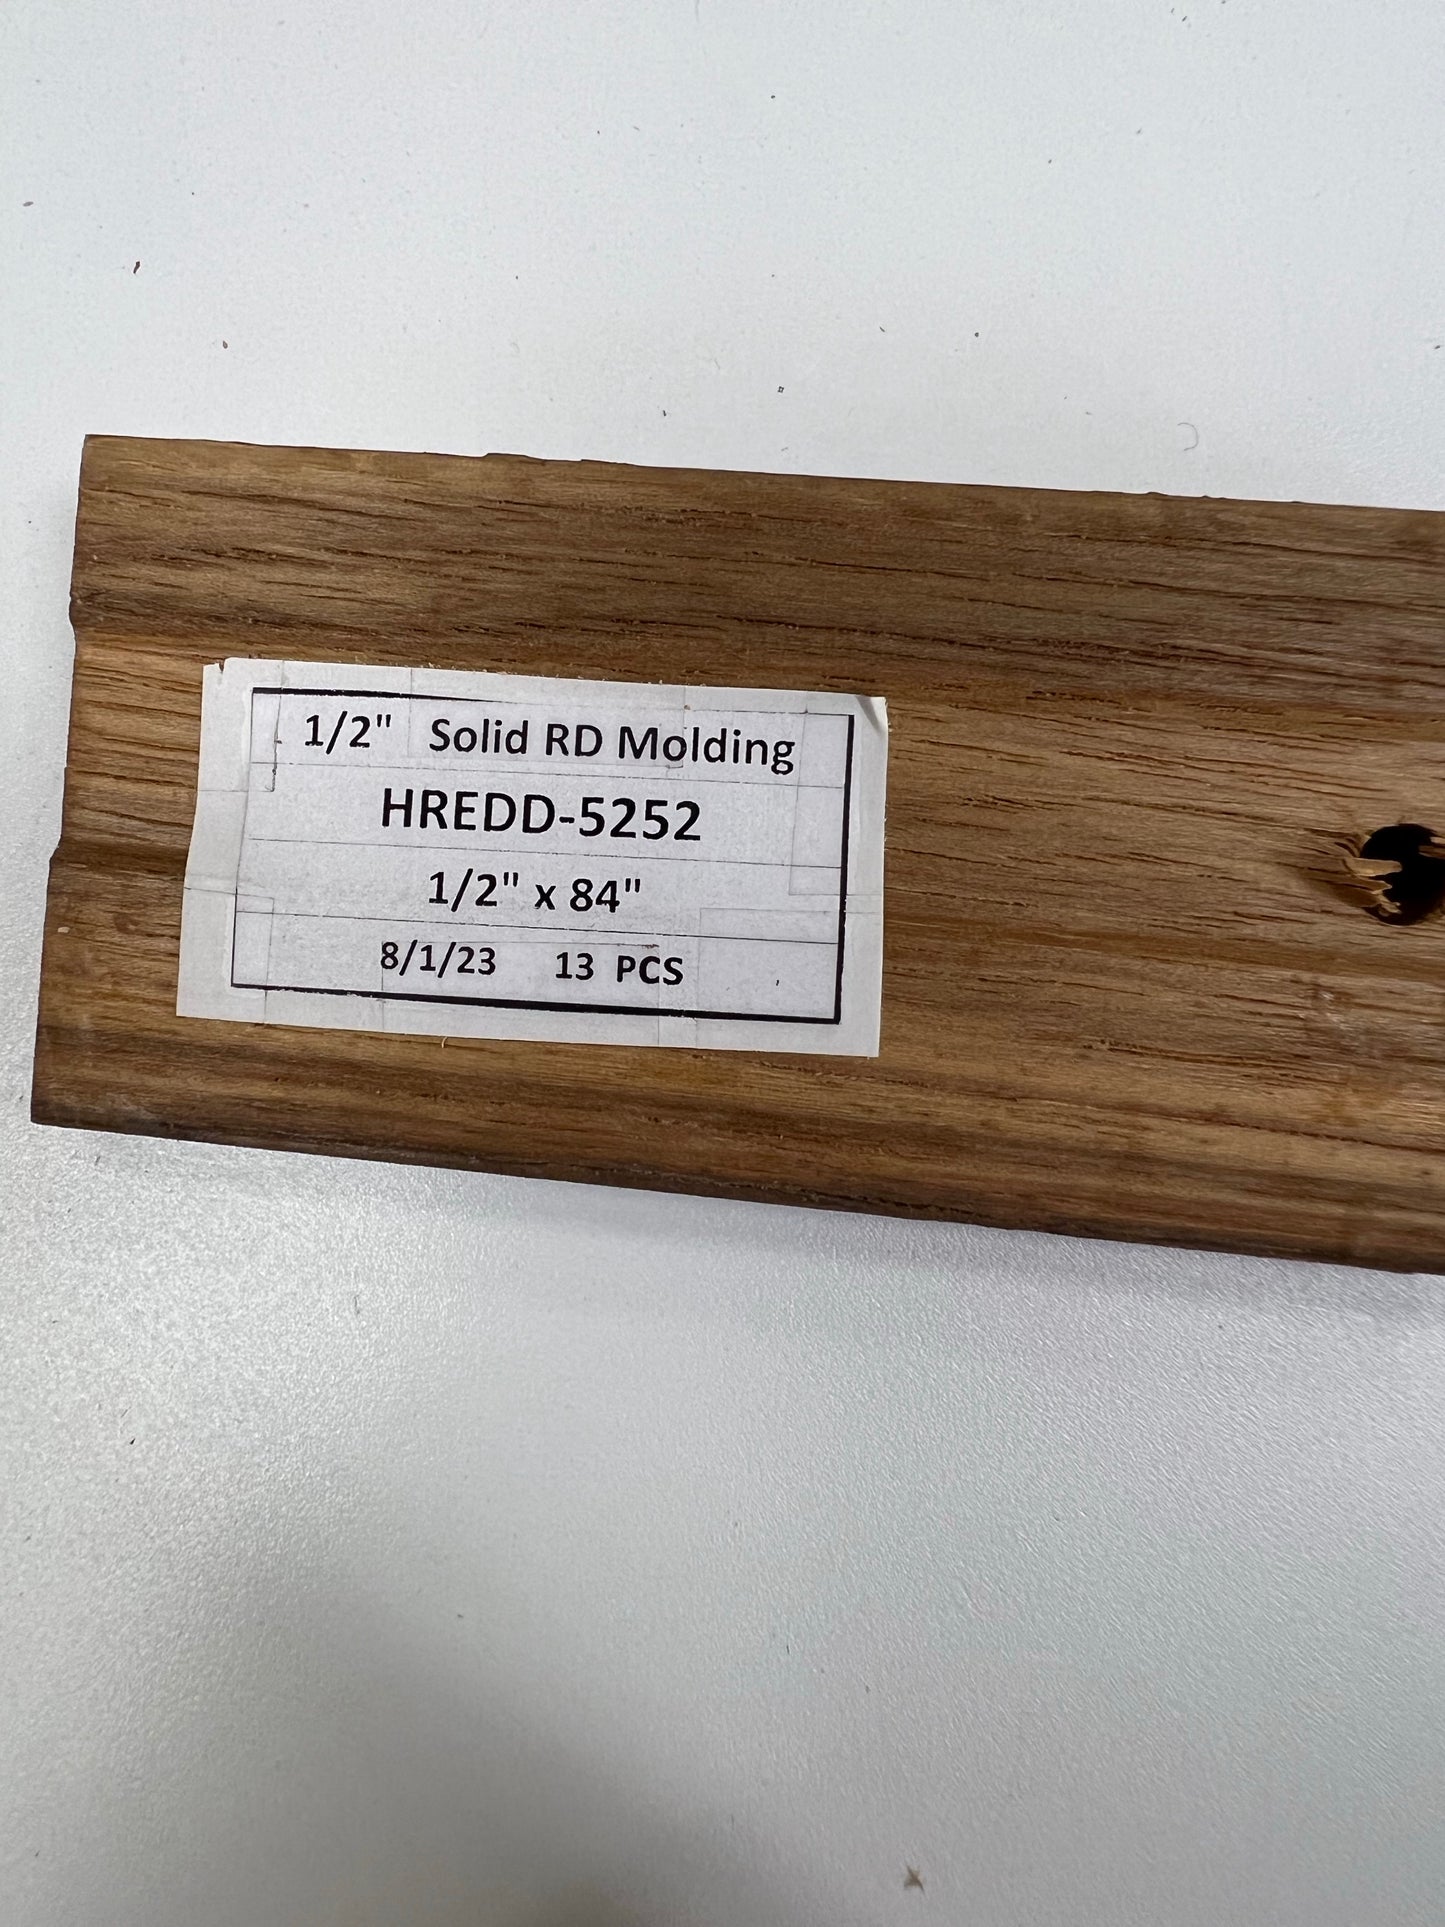 1/2" Solid RD Molding
HREDD-5252
1/2" x 84"
8/1/23 13 PCS